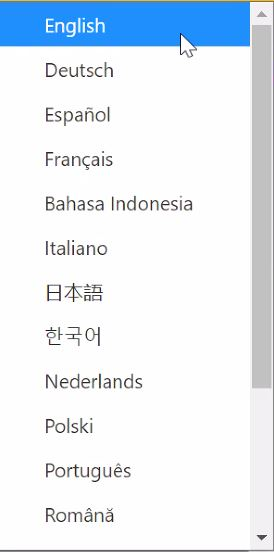 English
Deutsch
Español
Français
Bahasa Indonesia
Italiano
日本語
한국어
Nederlands
Polski
Português
Română